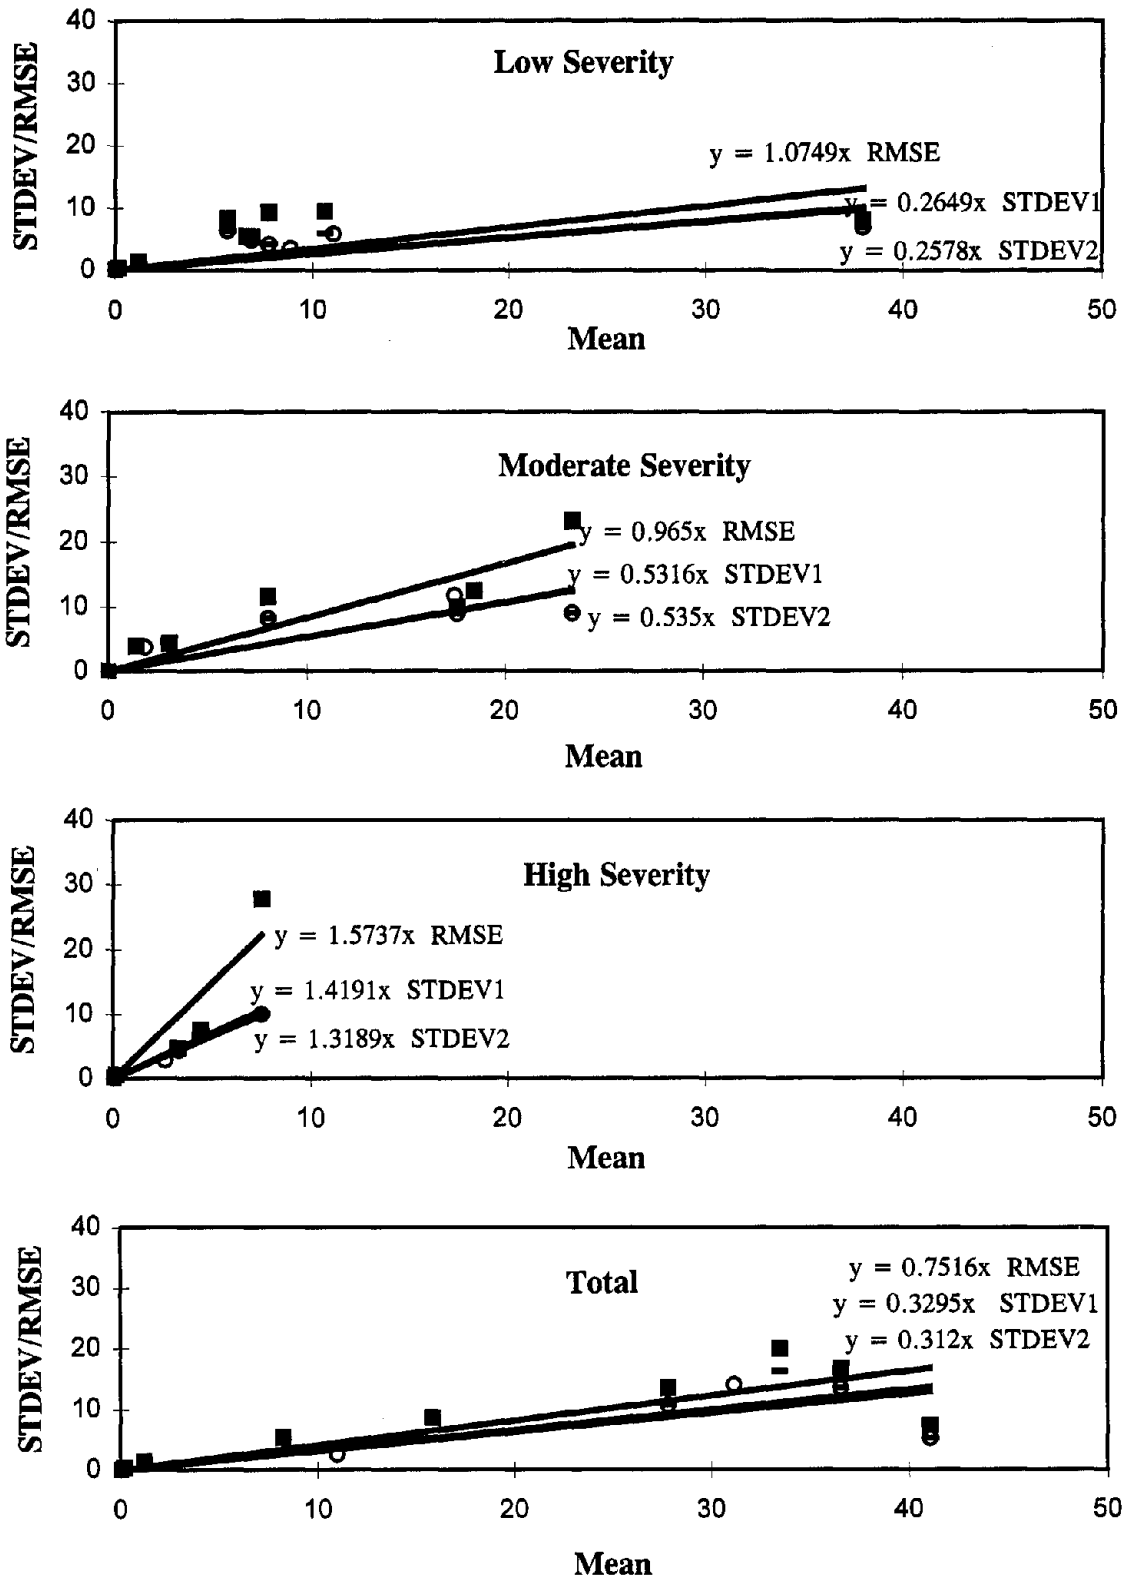 40
Low Severity
30
20
y = 1.0749x RMSE
10
y = 0.2649x STDEV1
y = 0.2578x STDEV2
0
STDEV/RMSE
0 10 20 30 40 50
Mean
40
Moderate Severity
30
y = 0.965x RMSE
20
y = 0.5316x STDEV1
10
y = 0.535x STDEV2
0
STDEV/RMSE
0 10 20 30 40 50
Mean
40
High Severity
30
y = 1.5737x RMSE
20
y = 1.4191x STDEV1
10
y = 1.3189x STDEV2
0
STDEV/RMSE
0 10 20 30 40 50
Mean
40
y = 0.7516x RMSE
Total
30
y = 0.3295x STDEV1
y = 0.312x STDEV2
20
10
0
STDEV/RMSE
0 10 20 30 40 50
Mean